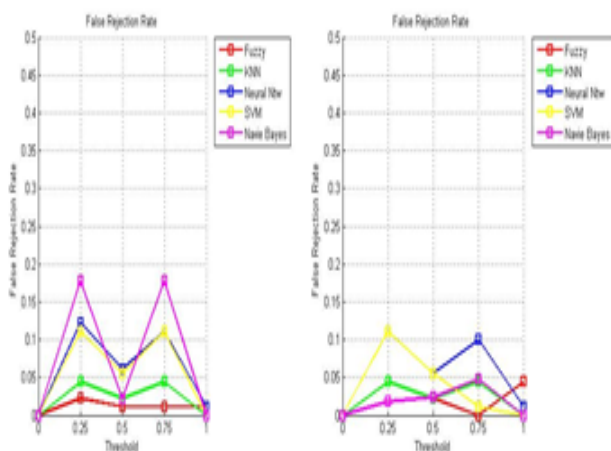 False Rejection Rate
0.5
0.45
0.4
0.35
0.3
0.25
0.2
0.15
0.1
0.05
0
False Rejection Rate
0 0.25 0.5 0.75 1
Threshold
Fuzzy
KNN
Neural Ntw
SVM
Navie Bayes
False Rejection Rate
0.5
0.45
0.4
0.35
0.3
0.25
0.2
0.15
0.1
0.05
0
False Rejection Rate
0 0.25 0.5 0.75 1
Threshold
Fuzzy
KNN
Neural Ntw
SVM
Navie Bayes